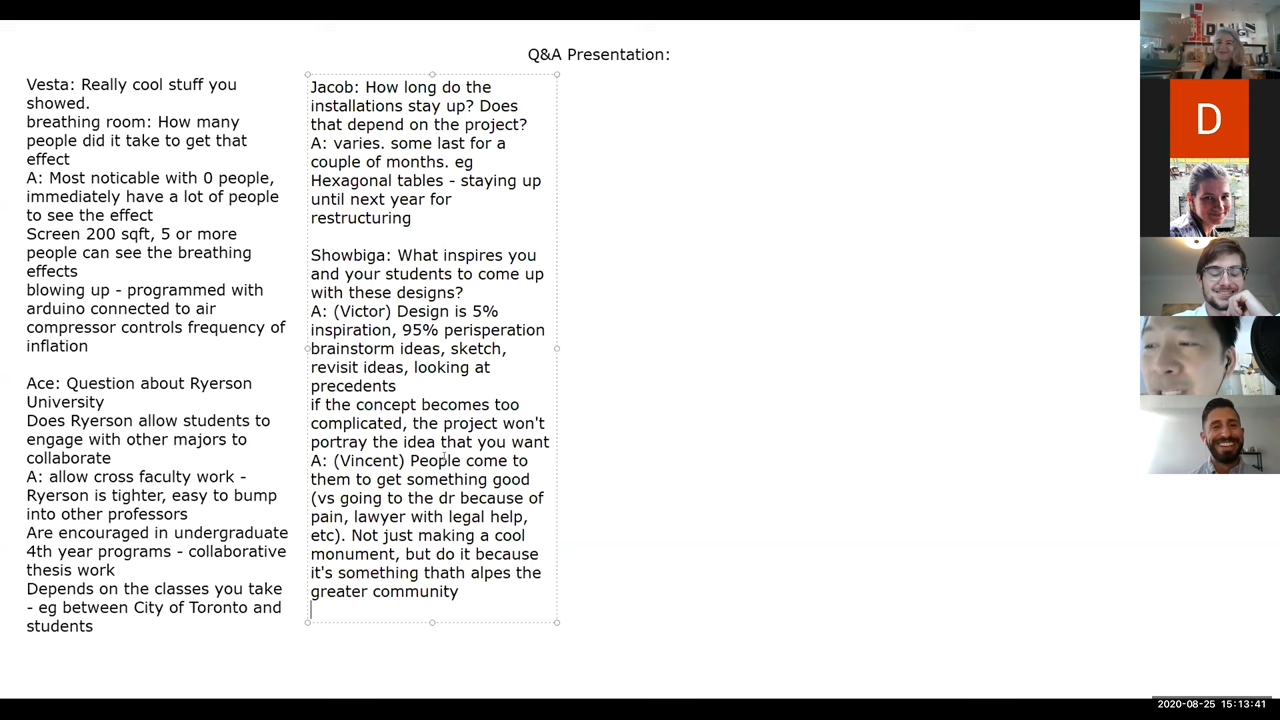 Q&A Presentation:
Vesta: Really cool stuff you
showed.
breathing room: How many
people did it take to get that
effect
A: Most noticable with 0 people,
immediately have a lot of people
to see the effect
Screen 200 sqft, 5 or more
people can see the breathing
effects
blowing up - programmed with
arduino connected to air
compressor controls frequency of
inflation
Ace: Question about Ryerson
University
Does Ryerson allow students to
engage with other majors to
collaborate
A: allow cross faculty work -
Ryerson is tighter, easy to bump
into other professors
Are encouraged in undergraduate
4th year programs - collaborative
thesis work
Depends on the classes you take
- eg between City of Toronto and
students
Jacob: How long do the
installations stay up? Does
that depend on the project?
A: varies. some last for a
couple of months. eg
Hexagonal tables - staying up
until next year for
restructuring
Showbiga: What inspires you
and your students to come up
with these designs?
A: (Victor) Design is 5%
inspiration, 95% perisperation
brainstorm ideas, sketch,
revisit ideas, looking at
precedents
if the concept becomes too
complicated, the project won't
portray the idea that you want
A: (Vincent) People come to
them to get something good
(vs going to the dr because of
pain, lawyer with legal help,
etc). Not just making a cool
monument, but do it because
it's something thath alpes the
greater community
D
2020-08-25 15:13:41